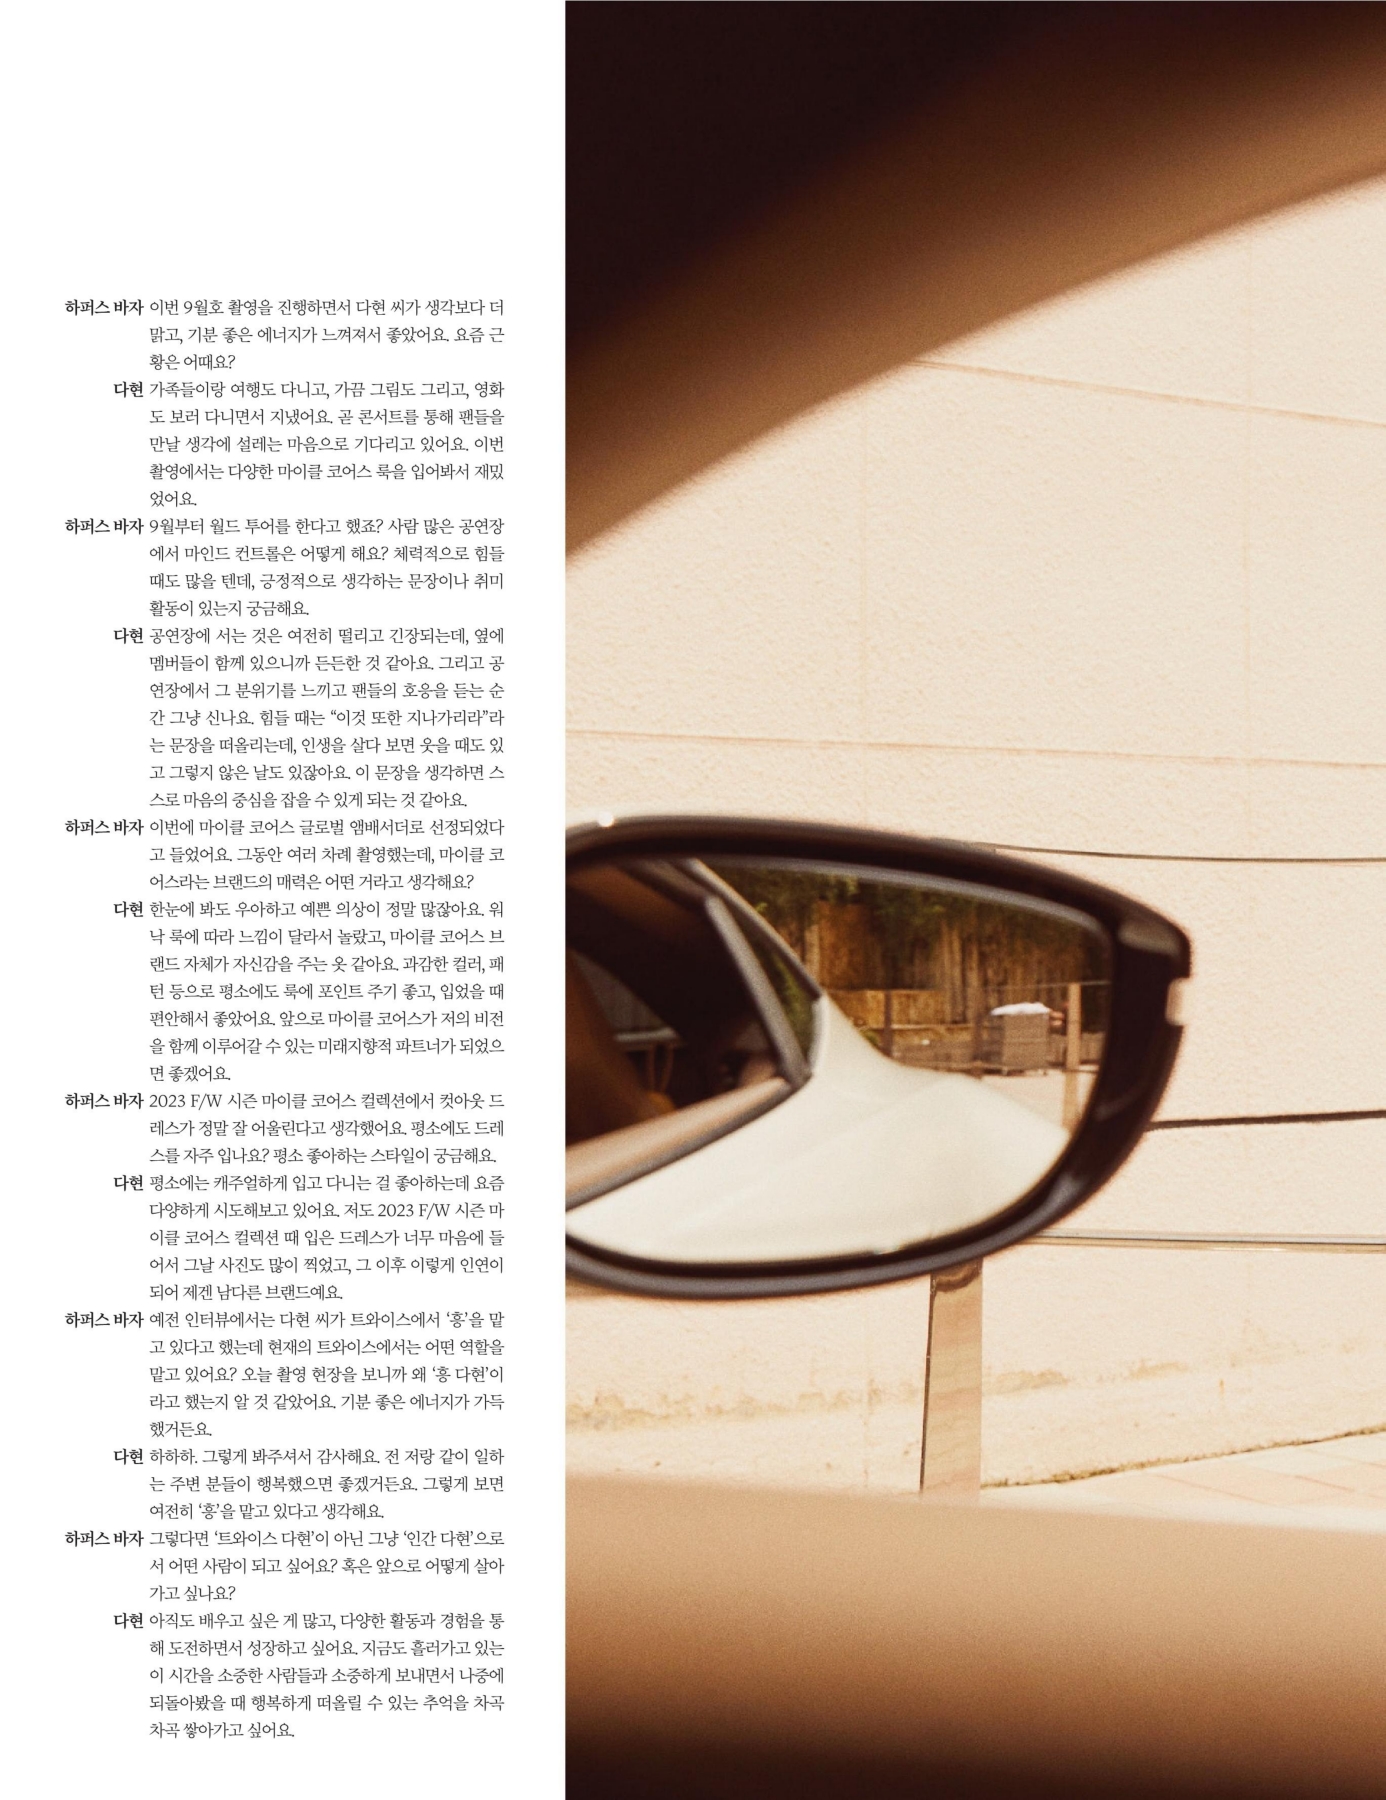 하퍼스 바자 이번 9월호 촬영을 진행하면서 다현 씨가 생각보다 더
맑고, 기분 좋은 에너지가 느껴져서 좋았어요. 요즘 근
황은 어때요?
다현 가족들이랑 여행도 다니고, 가끔 그림도 그리고, 영화
도 보러 다니면서 지냈어요. 곧 콘서트를 통해 팬들을
만날 생각에 설레는 마음으로 기다리고 있어요. 이번
촬영에서는 다양한 마이클 코어스 룩을 입어봐서 재밌
었어요.
하퍼스 바자 9월부터 월드 투어를 한다고 했죠? 사람 많은 공연장
에서 마인드 컨트롤은 어떻게 해요? 체력적으로 힘들
때도 많을 텐데, 긍정적으로 생각하는 문장이나 취미
활동이 있는지 궁금해요.
다현 공연장에 서는 것은 여전히 떨리고 긴장되는데, 옆에
멤버들이 함께 있으니까 든든한 것 같아요. 그리고 공
연장에서 그 분위기를 느끼고 팬들의 호응을 듣는 순
간 그냥 신나요. 힘들 때는 “이것 또한 지나가리라”라
는 문장을 떠올리는데, 인생을 살다 보면 웃을 때도 있
고 그렇지 않은 날도 있잖아요. 이 문장을 생각하면 스
스로 마음의 중심을 잡을 수 있게 되는 것 같아요.
하퍼스 바자 이번에 마이클 코어스 글로벌 앰배서더로 선정되었다
고 들었어요. 그동안 여러 차례 촬영했는데, 마이클 코
어스라는 브랜드의 매력은 어떤 거라고 생각해요?
다현 한눈에 봐도 우아하고 예쁜 의상이 정말 많잖아요. 워
낙 룩에 따라 느낌이 달라서 놀랐고, 마이클 코어스 브
랜드 자체가 자신감을 주는 옷 같아요. 과감한 컬러, 패
턴 등으로 평소에도 룩에 포인트 주기 좋고, 입었을 때
편안해서 좋았어요. 앞으로 마이클 코어스가 저의 비전
을 함께 이루어갈 수 있는 미래지향적 파트너가 되었으
면 좋겠어요.
하퍼스 바자 2023 F/W 시즌 마이클 코어스 컬렉션에서 컷아웃 드
레스가 정말 잘 어울린다고 생각했어요. 평소에도 드레
스를 자주 입나요? 평소 좋아하는 스타일이 궁금해요.
다현 평소에는 캐주얼하게 입고 다니는 걸 좋아하는데 요즘
다양하게 시도해보고 있어요. 저도 2023 F/W 시즌 마
이클 코어스 컬렉션 때 입은 드레스가 너무 마음에 들
어서 그날 사진도 많이 찍었고, 그 이후 이렇게 인연이
되어 제겐 남다른 브랜드예요.
하퍼스 바자 예전 인터뷰에서는 다현 씨가 트와이스에서 ‘흥’을 맡
고 있다고 했는데 현재의 트와이스에서는 어떤 역할을
맡고 있어요? 오늘 촬영 현장을 보니까 왜 ‘흥 다현’이
라고 했는지 알 것 같았어요. 기분 좋은 에너지가 가득
했거든요.
다현 하하하. 그렇게 봐주셔서 감사해요. 전 저랑 같이 일하
는 주변 분들이 행복했으면 좋겠거든요. 그렇게 보면
여전히 ‘흥’을 맡고 있다고 생각해요.
하퍼스 바자 그렇다면 ‘트와이스 다현’이 아닌 그냥 ‘인간 다현’으로
서 어떤 사람이 되고 싶어요? 혹은 앞으로 어떻게 살아
가고 싶나요?
다현 아직도 배우고 싶은 게 많고, 다양한 활동과 경험을 통
해 도전하면서 성장하고 싶어요. 지금도 흘러가고 있는
이 시간을 소중한 사람들과 소중하게 보내면서 나중에
되돌아봤을 때 행복하게 떠올릴 수 있는 추억을 차곡
차곡 쌓아가고 싶어요.